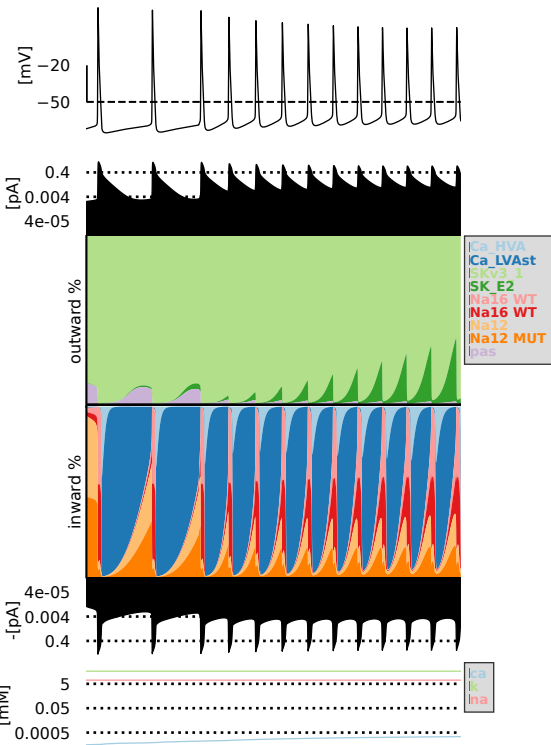 [mV]
−20
−50
[pA]
0.4
0.004
4e-05
outward %
Ca_HVA
Ca_LVAst
SKv3_1
SK_E2
Na16 WT
Na16 WT
Na12
Na12 MUT
pas
inward %
-[pA]
4e-05
0.004
0.4
[mM]
5
0.05
0.0005
ca
k
na